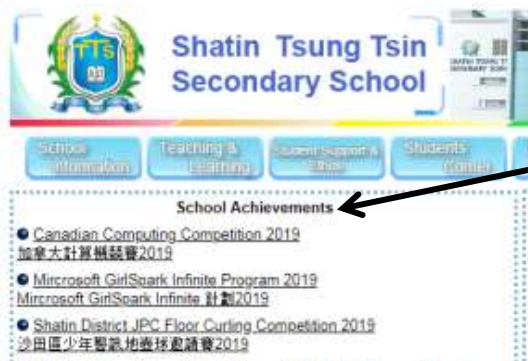 TTS
Shatin Tsung Tsin
Secondary School
School
Information
Teaching &
Learning
Student Support &
Ethos
Students'
Corner
School Achievements
Canadian Computing Competition 2019
加拿大計算機競賽2019
Mircrosoft GirlSpark Infinite Program 2019
Mircrosoft GirlSpark Infinite 計劃2019
Shatin District JPC Floor Curling Competition 2019
沙田區少年警訊地壺球邀請賽2019